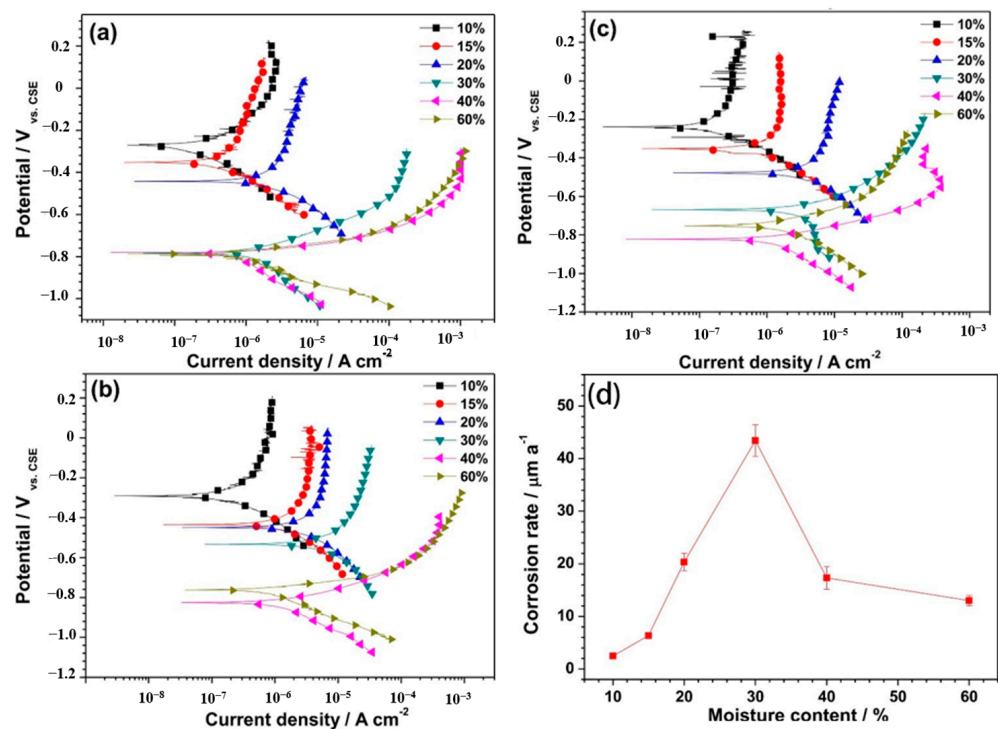 (a)
10%
15%
20%
30%
40%
60%
0.2
0
−0.2
−0.4
−0.6
−0.8
−1.0
Potential / V vs. CSE
10⁻⁸ 10⁻⁷ 10⁻⁶ 10⁻⁵ 10⁻⁴ 10⁻³
Current density / A cm⁻²
(c)
10%
15%
20%
30%
40%
60%
0.2
0
−0.2
−0.4
−0.6
−0.8
−1.0
−1.2
Potential / V vs. CSE
10⁻⁸ 10⁻⁷ 10⁻⁶ 10⁻⁵ 10⁻⁴ 10⁻³
Current density / A cm⁻²
(b)
10%
15%
20%
30%
40%
60%
0.2
0
−0.2
−0.4
−0.6
−0.8
−1.0
−1.2
Potential / V vs. CSE
10⁻⁸ 10⁻⁷ 10⁻⁶ 10⁻⁵ 10⁻⁴ 10⁻³
Current density / A cm⁻²
(d)
50
40
30
20
10
0
Corrosion rate / μm a⁻¹
10 20 30 40 50 60
Moisture content / %